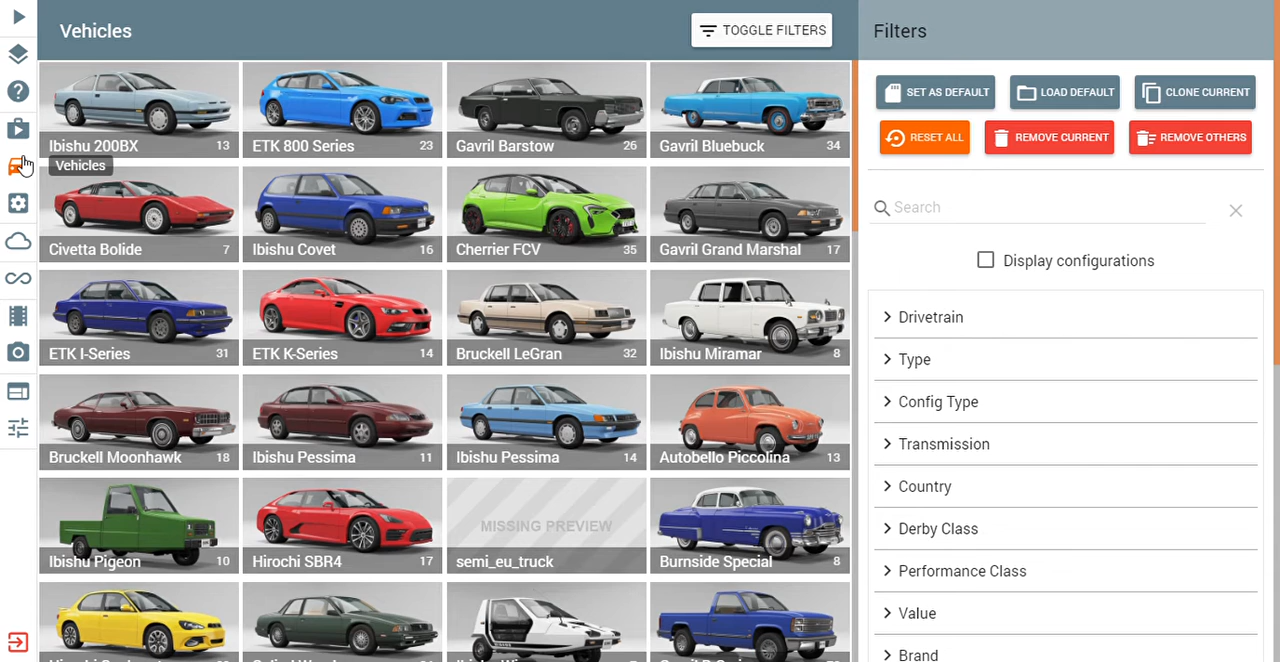 Vehicles
TOGGLE FILTERS
Filters
Ibishu 200BX 13
ETK 800 Series 23
Gavril Barstow 26
Gavril Bluebuck 34
Vehicles
Civetta Bolide 7
Ibishu Covet 16
Cherrier FCV 35
Gavril Grand Marshal 17
ETK I-Series 31
ETK K-Series 14
Bruckell LeGran 32
Ibishu Miramar 8
Bruckell Moonhawk 18
Ibishu Pessima 11
Ibishu Pessima 14
Autobello Piccolina 13
Ibishu Pigeon 10
Hirochi SBR4 17
MISSING PREVIEW
semi_eu_truck
Burnside Special 8
SET AS DEFAULT
LOAD DEFAULT
CLONE CURRENT
RESET ALL
REMOVE CURRENT
REMOVE OTHERS
Search
Display configurations
Drivetrain
Type
Config Type
Transmission
Country
Derby Class
Performance Class
Value
Brand